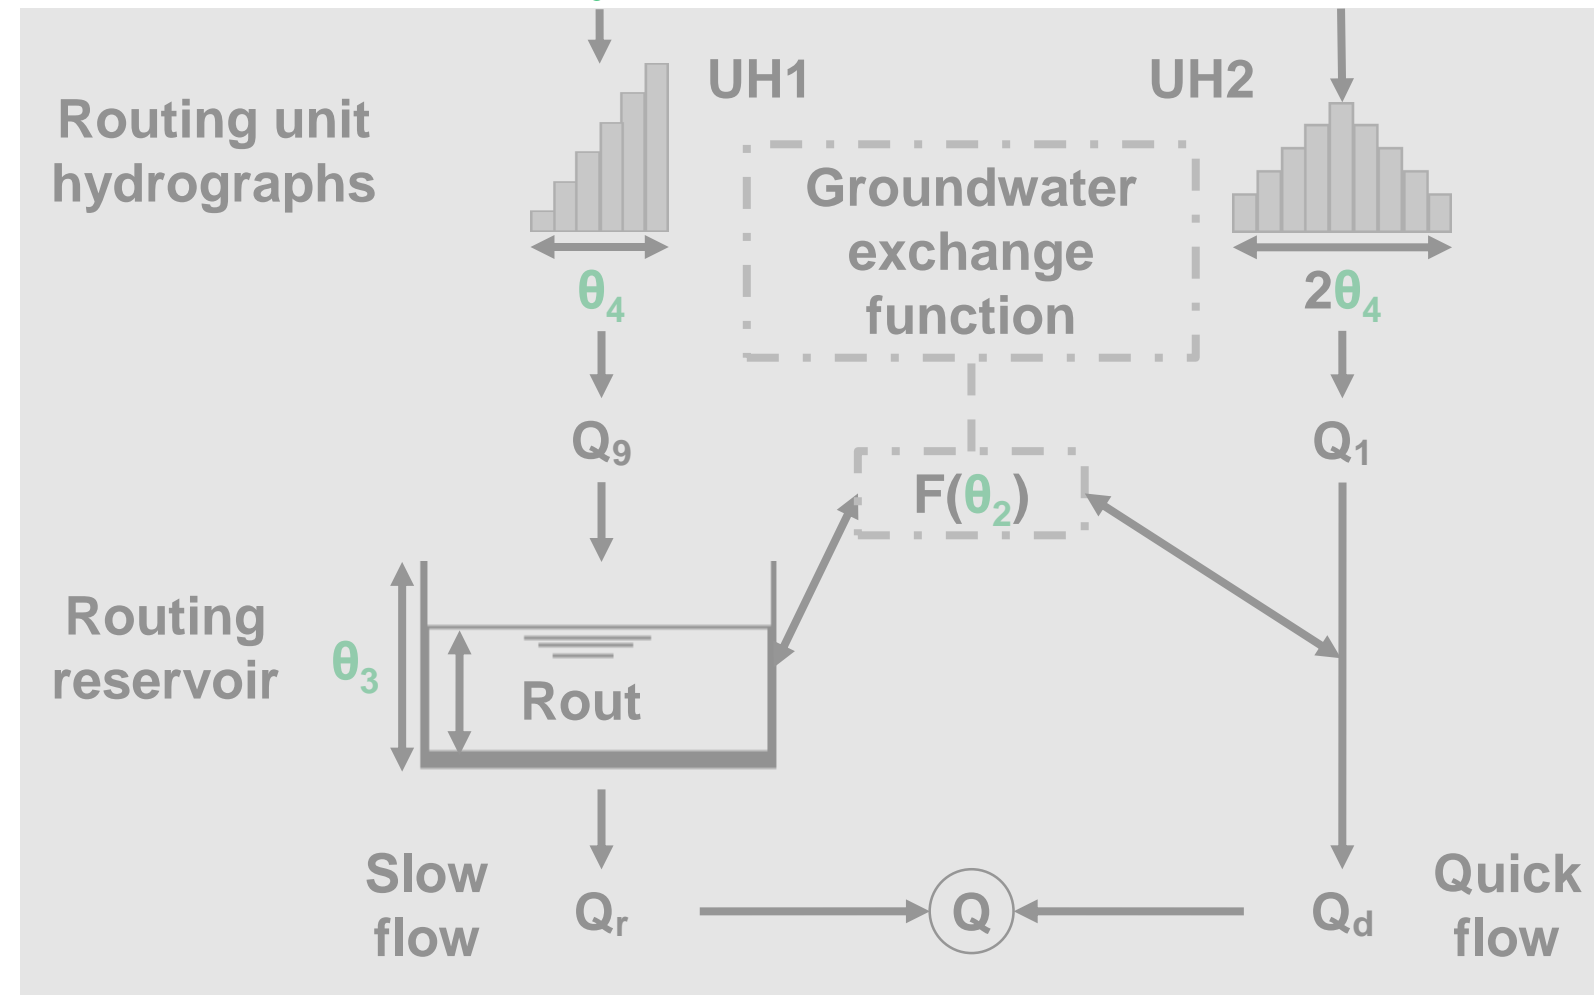 UH1
UH2
Routing unit
hydrographs
Groundwater
exchange
function
θ4
2θ4
Q9
Q1
F(θ2)
Routing
reservoir
θ3
Rout
Slow
flow
Qr
Q
Qd
Quick
flow